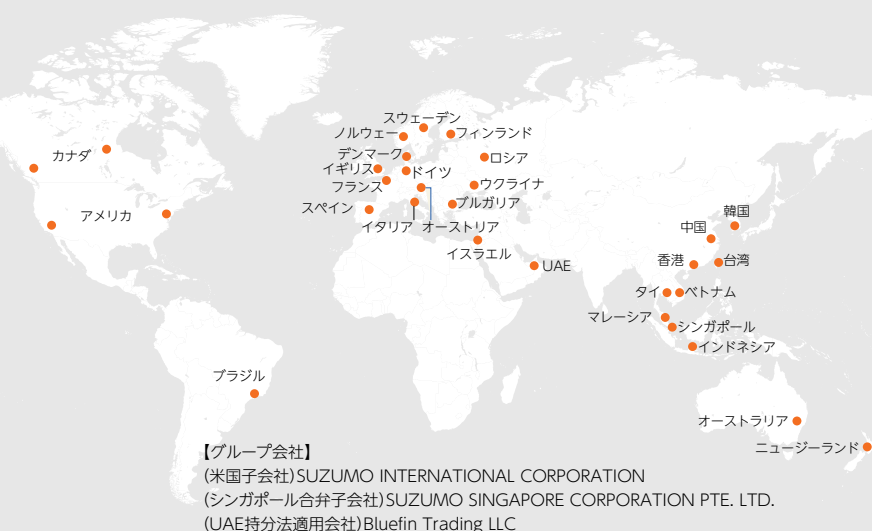 スウェーデン
ノルウェー
フィンランド
カナダ
デンマーク
ロシア
イギリス
ドイツ
フランス
ウクライナ
スペイン
ブルガリア
アメリカ
イタリア
オーストリア
韓国
中国
イスラエル
香港
台湾
UAE
タイ
ベトナム
マレーシア
シンガポール
インドネシア
ブラジル
オーストラリア
ニュージーランド
【グループ会社】
(米国子会社)SUZUMO INTERNATIONAL CORPORATION
(シンガポール合弁子会社)SUZUMO SINGAPORE CORPORATION PTE. LTD.
(UAE持分法適用会社)Bluefin Trading LLC